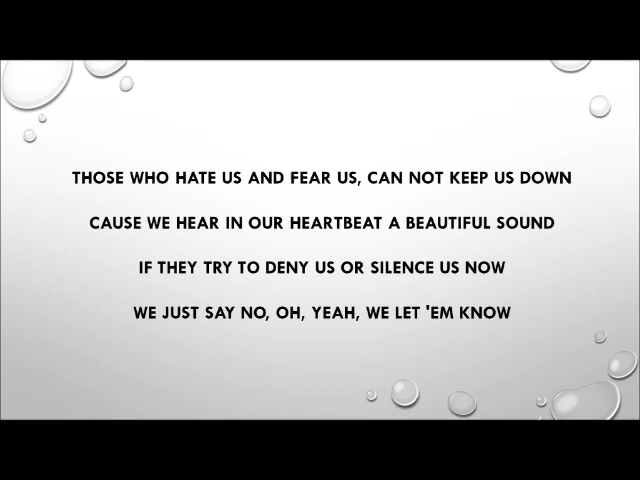 THOSE WHO HATE US AND FEAR US, CAN NOT KEEP US DOWN
CAUSE WE HEAR IN OUR HEARTBEAT A BEAUTIFUL SOUND
IF THEY TRY TO DENY US OR SILENCE US NOW
WE JUST SAY NO, OH, YEAH, WE LET 'EM KNOW